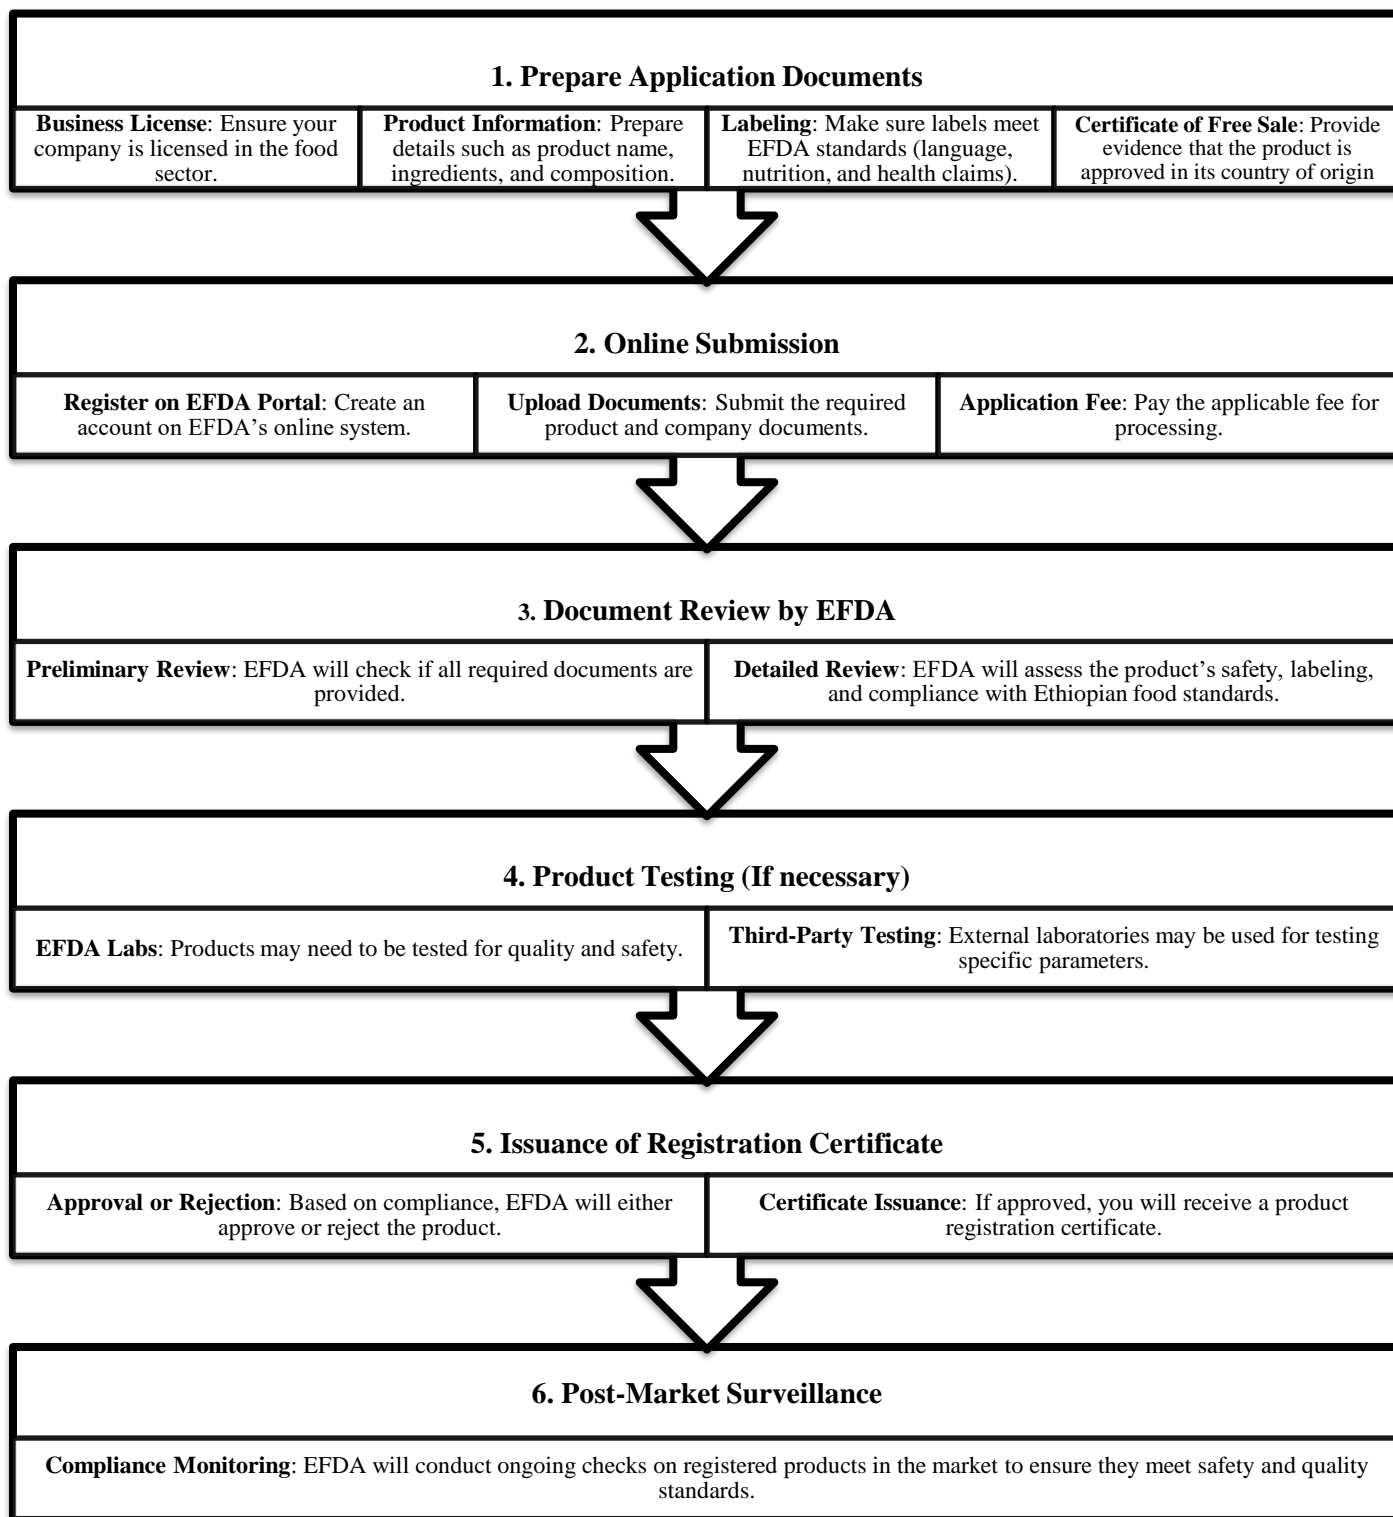 1. Prepare Application Documents
Business License: Ensure your
company is licensed in the food
sector.
Product Information: Prepare
details such as product name,
ingredients, and composition.
Labeling: Make sure labels meet
EFDA standards (language,
nutrition, and health claims).
Certificate of Free Sale: Provide
evidence that the product is
approved in its country of origin
2. Online Submission
Register on EFDA Portal: Create an
account on EFDA’s online system.
Upload Documents: Submit the required
product and company documents.
Application Fee: Pay the applicable fee for
processing.
3. Document Review by EFDA
Preliminary Review: EFDA will check if all required documents are
provided.
Detailed Review: EFDA will assess the product’s safety, labeling,
and compliance with Ethiopian food standards.
4. Product Testing (If necessary)
EFDA Labs: Products may need to be tested for quality and safety.
Third-Party Testing: External laboratories may be used for testing
specific parameters.
5. Issuance of Registration Certificate
Approval or Rejection: Based on compliance, EFDA will either
approve or reject the product.
Certificate Issuance: If approved, you will receive a product
registration certificate.
6. Post-Market Surveillance
Compliance Monitoring: EFDA will conduct ongoing checks on registered products in the market to ensure they meet safety and quality
standards.